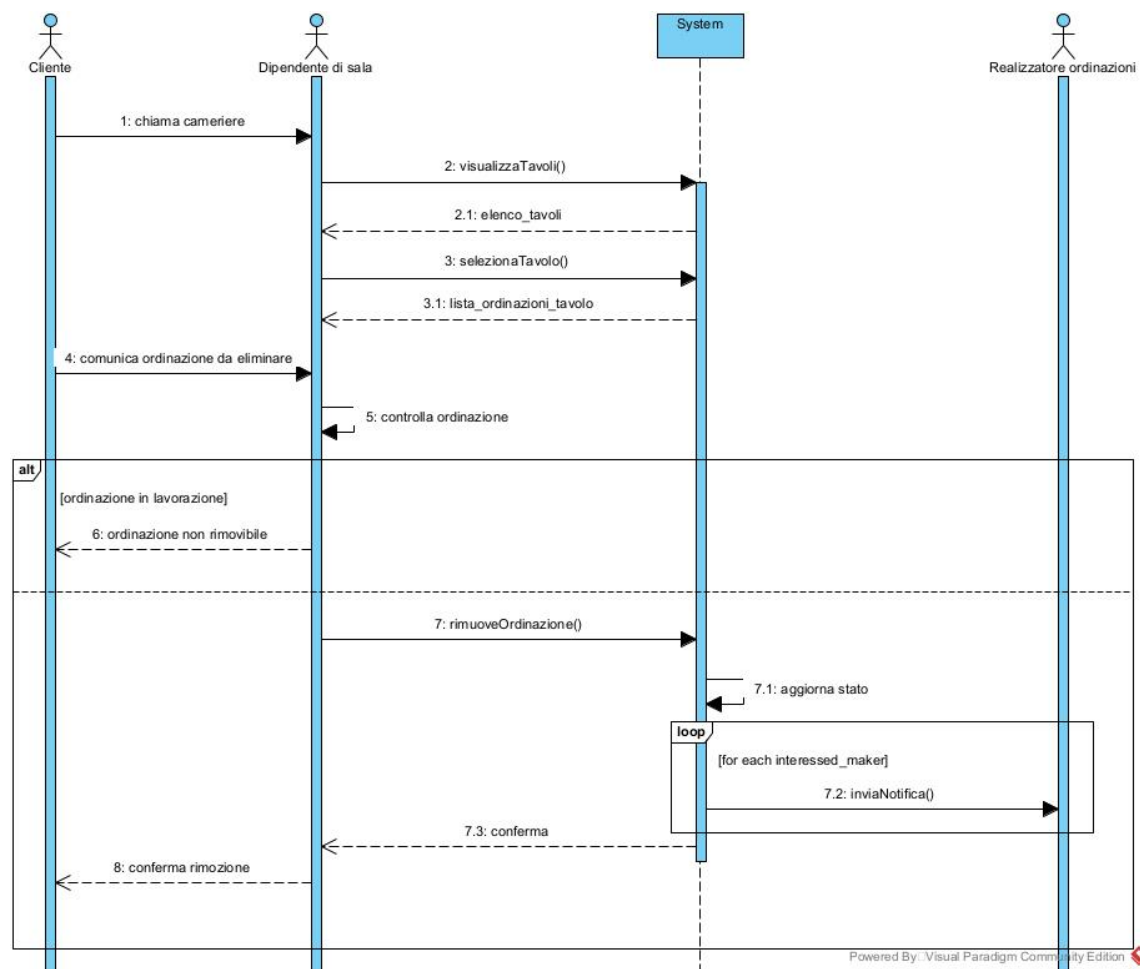 System
Cliente
Dipendente di sala
Realizzatore ordinazioni
1: chiama cameriere
2: visualizzaTavoli()
2.1: elenco_tavoli
3: selezionaTavolo()
3.1: lista_ordinazioni_tavolo
4: comunica ordinazione da eliminare
5: controlla ordinazione
alt
[ordinazione in lavorazione]
6: ordinazione non rimovibile
7: rimuoveOrdinazione()
7.1: aggiorna stato
loop
[for each interessed_maker]
7.2: inviaNotifica()
7.3: conferma
8: conferma rimozione
Powered By Visual Paradigm Community Edition